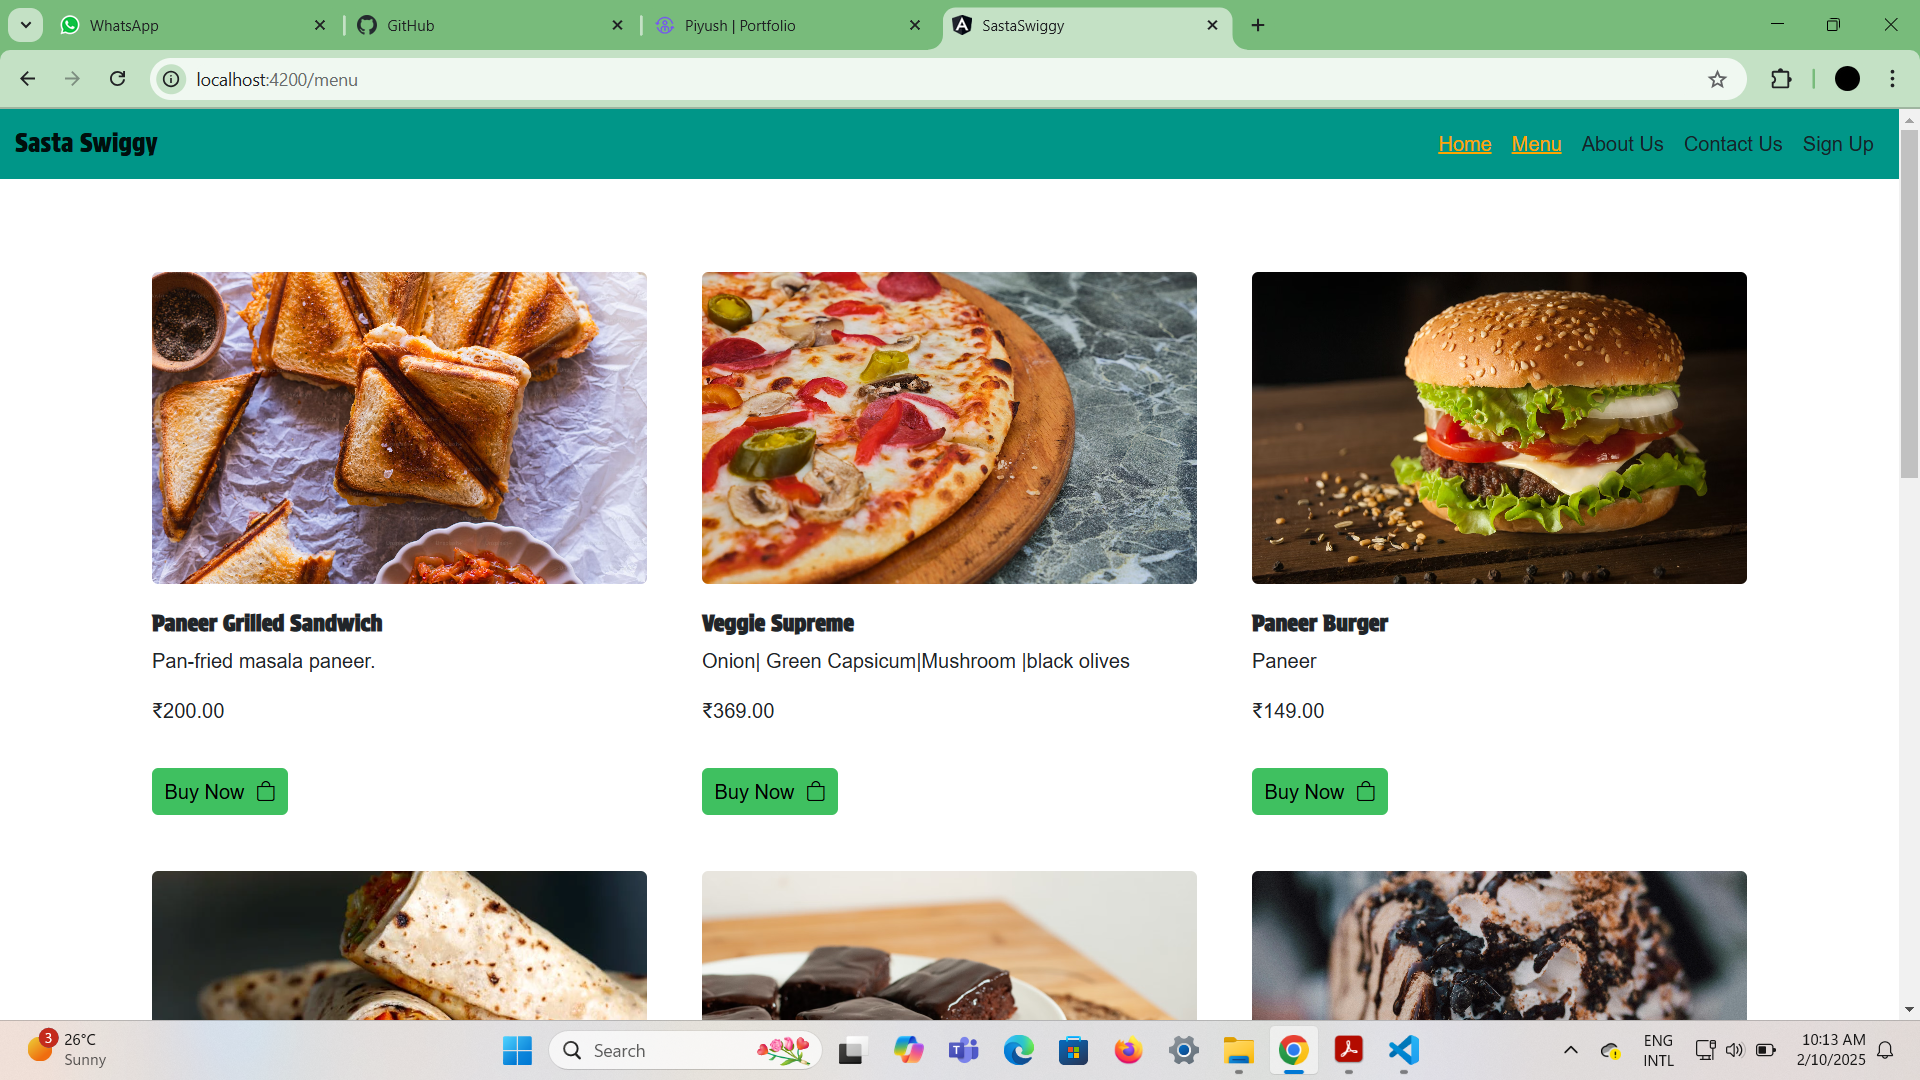 WhatsApp
GitHub
Piyush | Portfolio
SastaSwiggy
localhost:4200/menu
Sasta Swiggy
Home Menu About Us Contact Us Sign Up
Paneer Grilled Sandwich
Pan-fried masala paneer.
₹200.00
Buy Now
Veggie Supreme
Onion| Green Capsicum|Mushroom |black olives
₹369.00
Buy Now
Paneer Burger
Paneer
₹149.00
Buy Now
3
26°C
Sunny
Search
ENG
INTL
10:13 AM
2/10/2025